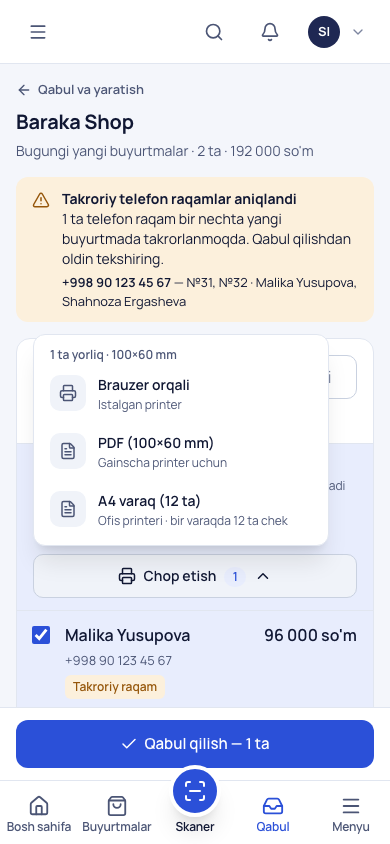 SI
Qabul va yaratish
Baraka Shop
Bugungi yangi buyurtmalar · 2 ta · 192 000 so'm
Takroriy telefon raqamlar aniqlandi
1 ta telefon raqam bir nechta yangi
buyurtmada takrorlanmoqda. Qabul qilishdan
oldin tekshiring.
+998 90 123 45 67 — №31, №32 · Malika Yusupova,
Shahnoza Ergasheva
1 ta yorliq · 100×60 mm
Brauzer orqali
Istalgan printer
PDF (100×60 mm)
Gainscha printer uchun
A4 varaq (12 ta)
Ofis printeri · bir varaqda 12 ta chek
Chop etish 1
Malika Yusupova 96 000 so'm
+998 90 123 45 67
Takroriy raqam
Qabul qilish — 1 ta
Bosh sahifa Buyurtmalar Skaner Qabul Menyu